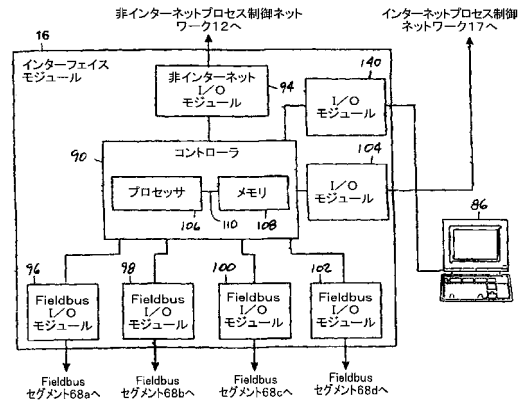 非インターネットプロセス制御ネット
ワーク12へ
インターネットプロセス制御
ネットワーク17へ
16
インターフェイス
モジュール
非インターネット
I/O
モジュール
94
140
I/O
モジュール
90
コントローラ
104
プロセッサ
メモリ
I/O
モジュール
106
110
108
86
96
98
100
102
Fieldbus
I/O
モジュール
Fieldbus
I/O
モジュール
Fieldbus
I/O
モジュール
Fieldbus
I/O
モジュール
Fieldbus
セグメント68aへ
Fieldbus
セグメント68bへ
Fieldbus
セグメント68cへ
Fieldbus
セグメント68dへ